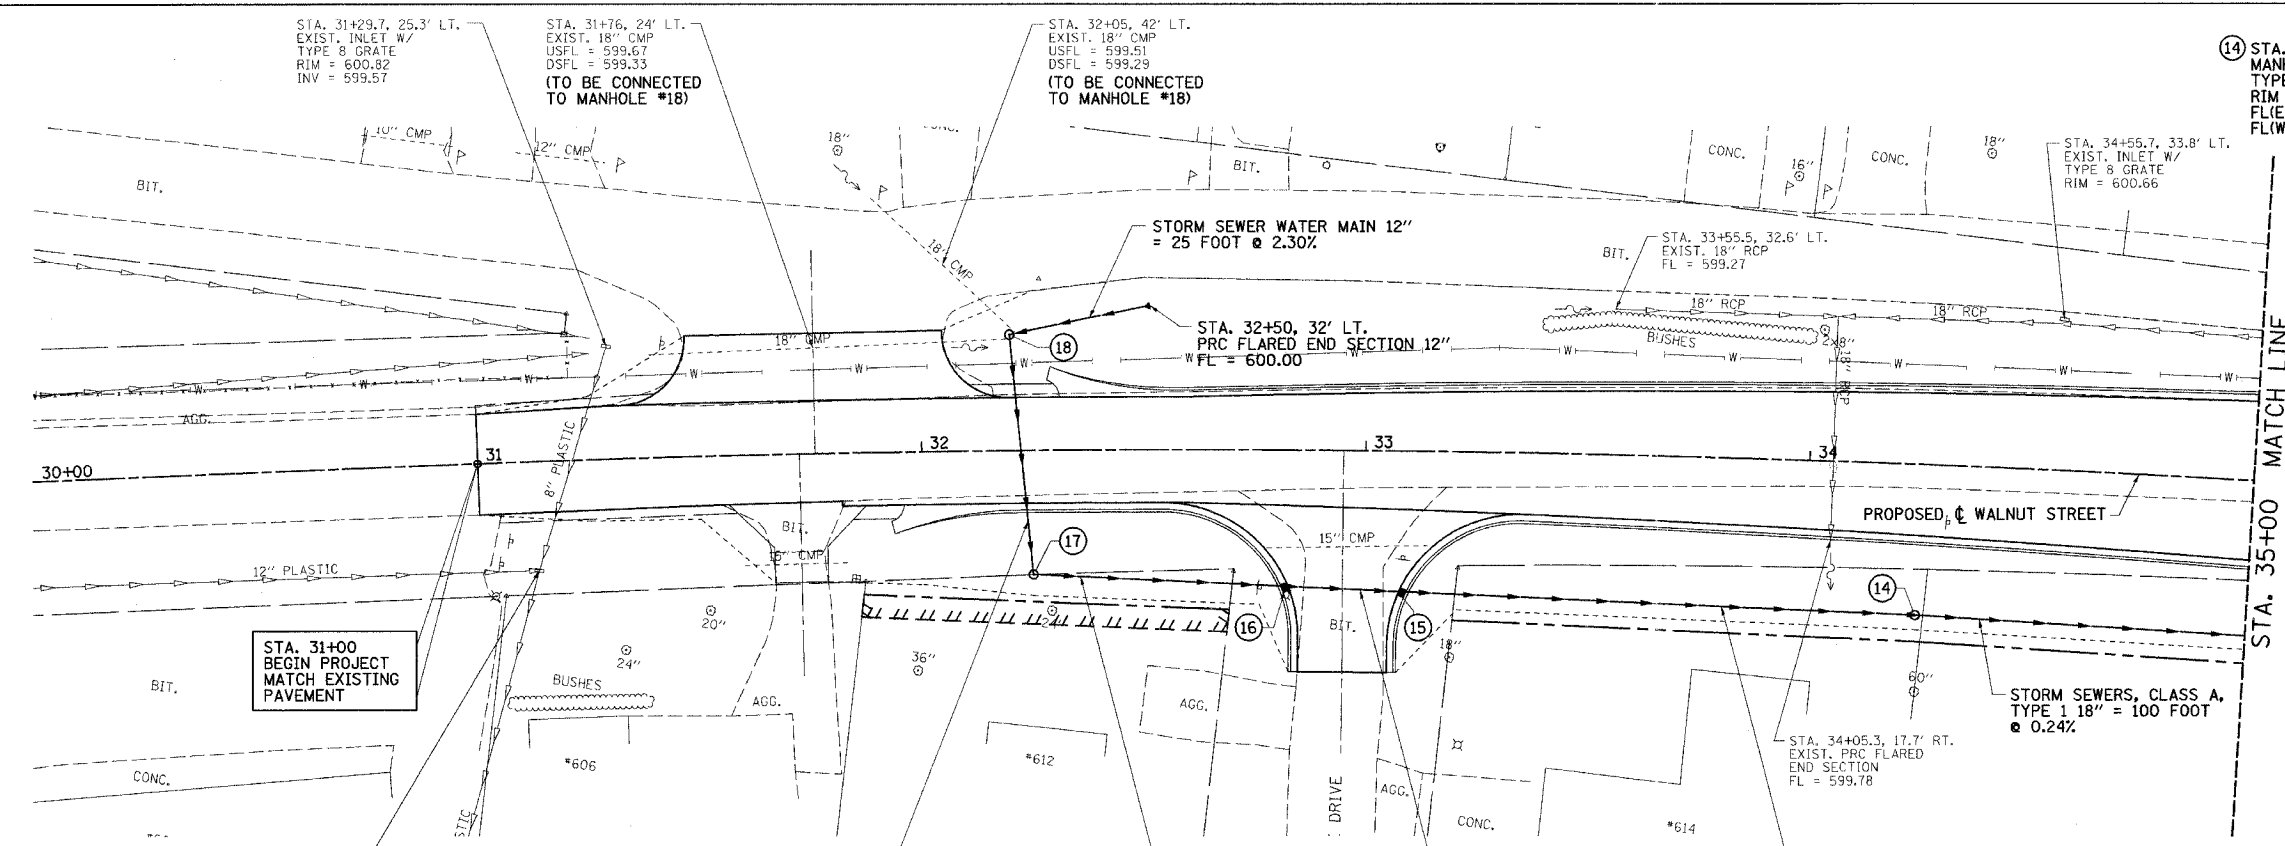 STA. 31+29.7, 25.3' LT.
EXIST. INLET W/
TYPE 8 GRATE
RIM = 600.82
INV = 599.57
STA. 31+76, 24' LT.
EXIST. 18" CMP
USFL = 599.67
DSFL = 599.33
(TO BE CONNECTED
TO MANHOLE #18)
STA. 32+05, 42' LT.
EXIST. 18" CMP
USFL = 599.51
DSFL = 599.29
(TO BE CONNECTED
TO MANHOLE #18)
14 STA.
RIM
STA. 34+55.7, 33.8' LT.
EXIST. INLET W/
TYPE 8 GRATE
RIM = 600.66
10" CMP
12" CMP
18"
CONC.
BIT.
CONC.
16"
CONC.
18"
BIT.
18" CMP
STORM SEWER WATER MAIN 12"
= 25 FOOT @ 2.30%
BIT.
STA. 33+55.5, 32.6' LT.
EXIST. 18" RCP
FL = 599.27
18" RCP
18" RCP
BUSHES
2x8"
18" RCP
STA. 32+50, 32' LT.
PRC FLARED END SECTION 12"
FL = 600.00
18" CMP
18
W
W
W
W
W
W
W
W
W
W
W
W
W
AGG.
8" PLASTIC
30+00
31
32
33
34
PROPOSED ℄ WALNUT STREET
STA. 35+00 MATCH LINE
12" PLASTIC
BIT.
15" CMP
17
16
15
14
BIT.
20"
24"
24"
36"
18"
60"
STA. 31+00
BEGIN PROJECT
MATCH EXISTING
PAVEMENT
BIT.
BUSHES
AGG.
AGG.
STORM SEWERS, CLASS A,
TYPE 1 18" = 100 FOOT
@ 0.24%
STA. 34+05.3, 17.7' RT.
EXIST. PRC FLARED
END SECTION
FL = 599.78
CONC.
#606
#612
DRIVE
AGG.
CONC.
#614